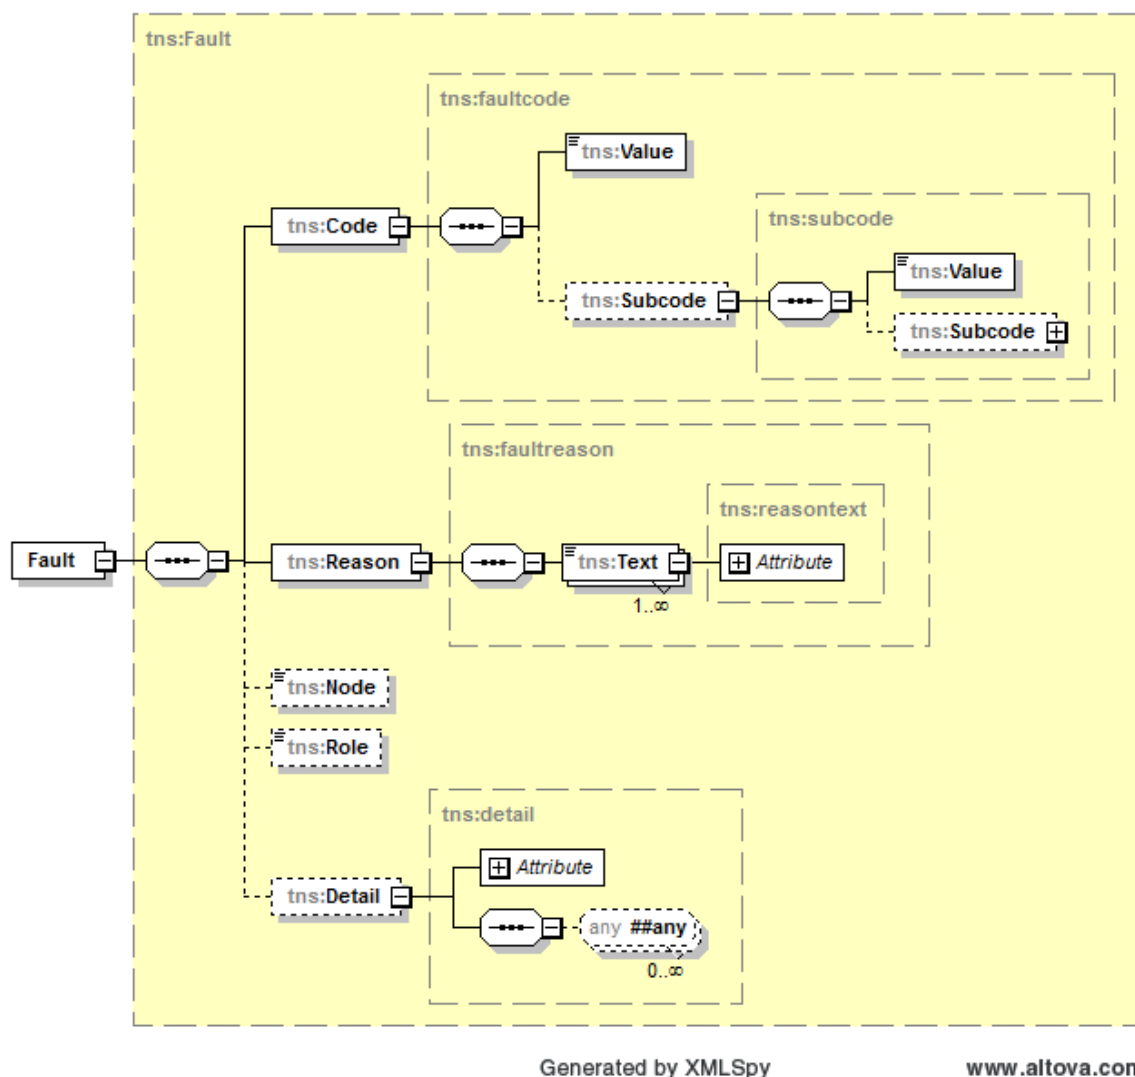 tns:Fault
tns:faultcode
tns:Value
tns:subcode
tns:Code
tns:Value
tns:Subcode
tns:Subcode
tns:faultreason
tns:reasontext
Fault
tns:Reason
tns:Text
Attribute
1..∞
tns:Node
tns:Role
tns:detail
Attribute
tns:Detail
any ##any
0..∞
Generated by XMLSpy
www.altova.com